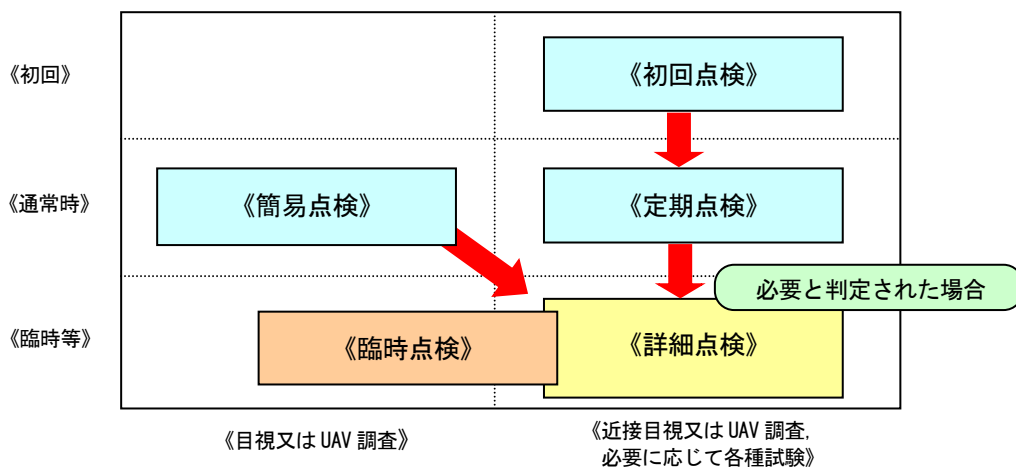 《初回》
《初回点検》
《通常時》
《簡易点検》
《定期点検》
必要と判定された場合
《臨時等》
《臨時点検》
《詳細点検》
《目視又は UAV 調査》
《近接目視又は UAV 調査,
必要に応じて各種試験》